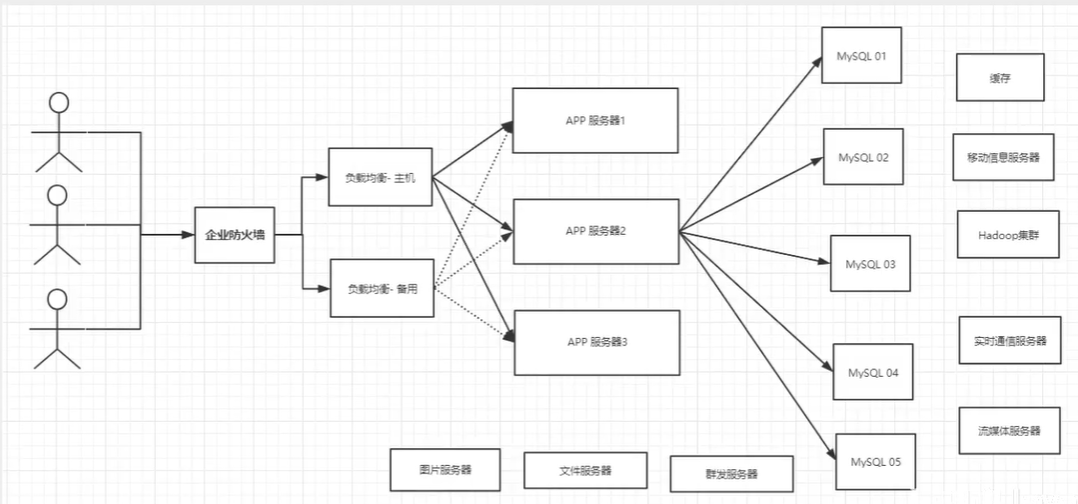 企业防火墙
负载均衡- 主机
负载均衡- 备用
APP 服务器1
APP 服务器2
APP 服务器3
MySQL 01
MySQL 02
MySQL 03
MySQL 04
MySQL 05
缓存
移动信息服务器
Hadoop集群
实时通信服务器
流媒体服务器
图片服务器
文件服务器
群发服务器